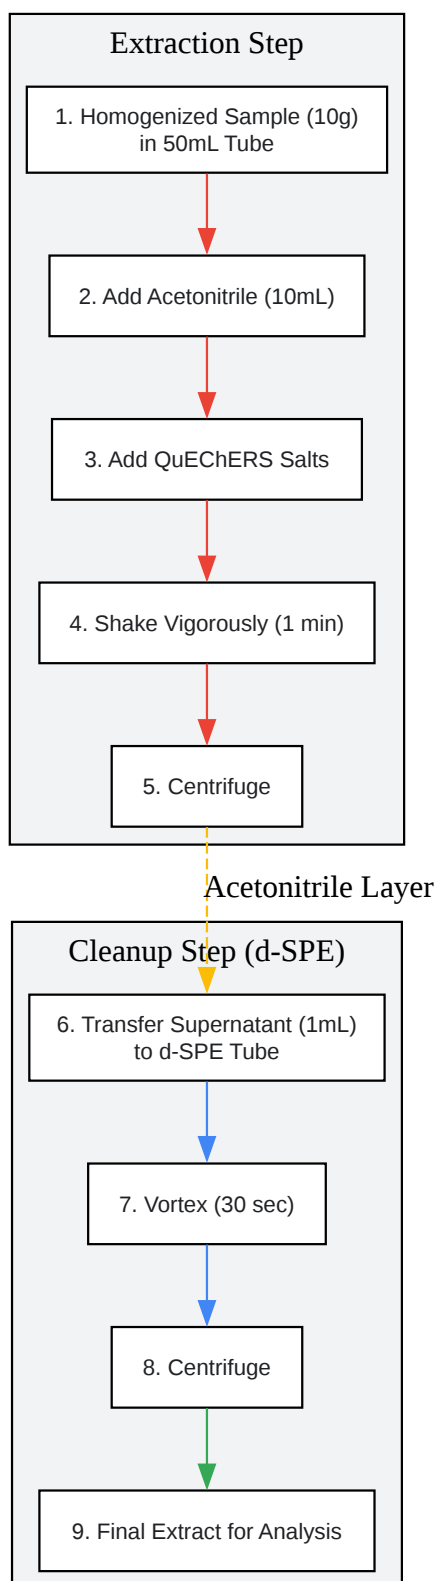 Extraction Step
1. Homogenized Sample (10g)
in 50mL Tube
2. Add Acetonitrile (10mL)
3. Add QuEChERS Salts
4. Shake Vigorously (1 min)
5. Centrifuge
Acetonitrile Layer
Cleanup Step (d-SPE)
6. Transfer Supernatant (1mL)
to d-SPE Tube
7. Vortex (30 sec)
8. Centrifuge
9. Final Extract for Analysis